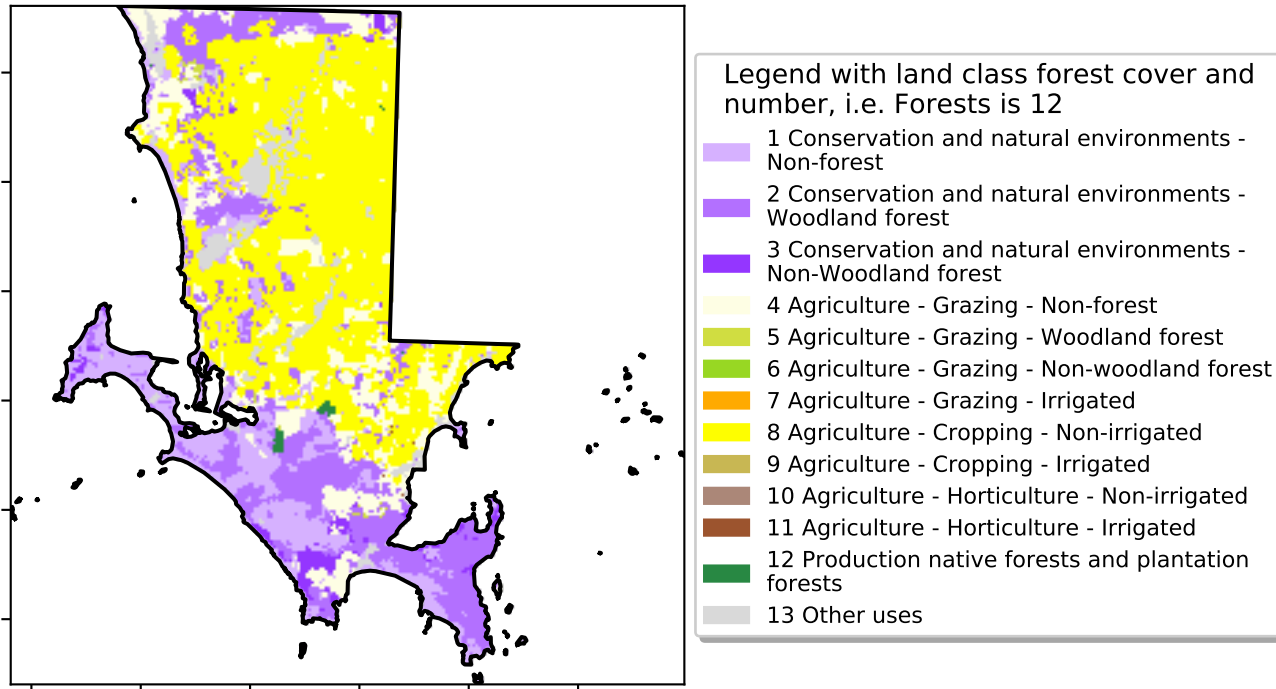 Legend with land class forest cover and
number, i.e. Forests is 12
1 Conservation and natural environments -
Non-forest
2 Conservation and natural environments -
Woodland forest
3 Conservation and natural environments -
Non-Woodland forest
4 Agriculture - Grazing - Non-forest
5 Agriculture - Grazing - Woodland forest
6 Agriculture - Grazing - Non-woodland forest
7 Agriculture - Grazing - Irrigated
8 Agriculture - Cropping - Non-irrigated
9 Agriculture - Cropping - Irrigated
10 Agriculture - Horticulture - Non-irrigated
11 Agriculture - Horticulture - Irrigated
12 Production native forests and plantation
forests
13 Other uses